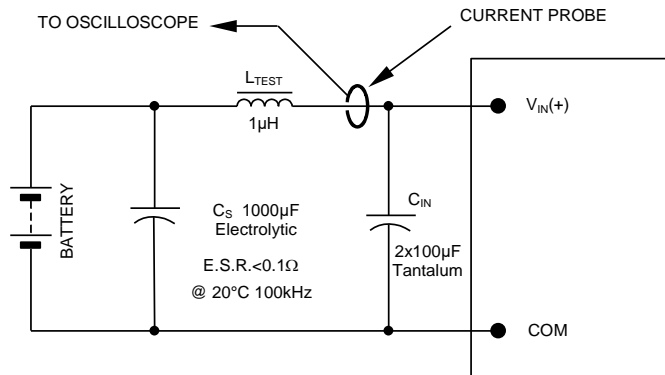 TO OSCILLOSCOPE
CURRENT PROBE
LTEST
1µH
VIN(+)
BATTERY
CS 1000µF
Electrolytic
E.S.R.<0.1Ω
@ 20°C 100kHz
CIN
2x100µF
Tantalum
COM